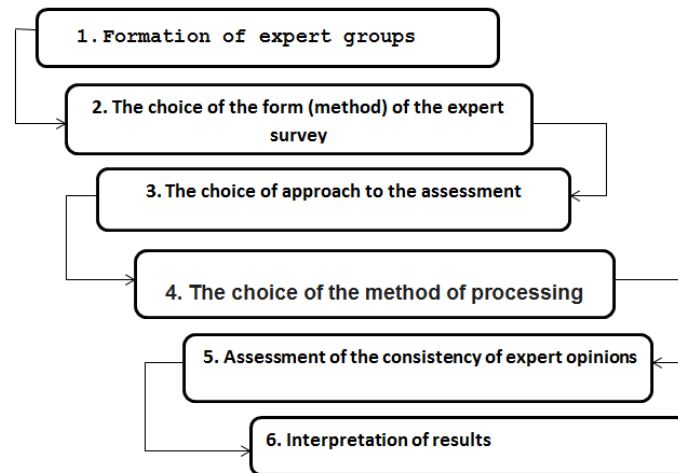 1. Formation of expert groups
2. The choice of the form (method) of the expert
survey
3. The choice of approach to the assessment
4. The choice of the method of processing
5. Assessment of the consistency of expert opinions
6. Interpretation of results